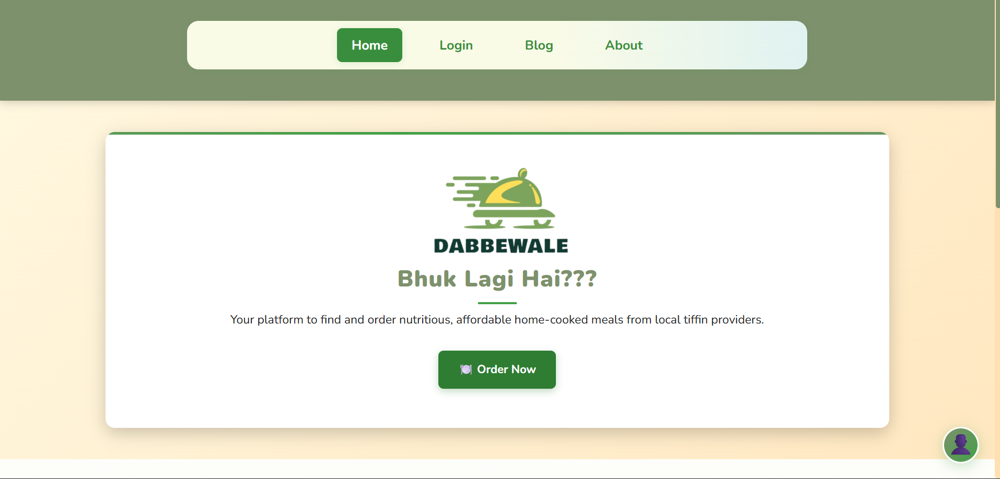 Home Login Blog About
DABBEWALE
Bhuk Lagi Hai???
Your platform to find and order nutritious, affordable home-cooked meals from local tiffin providers.
🍽️ Order Now